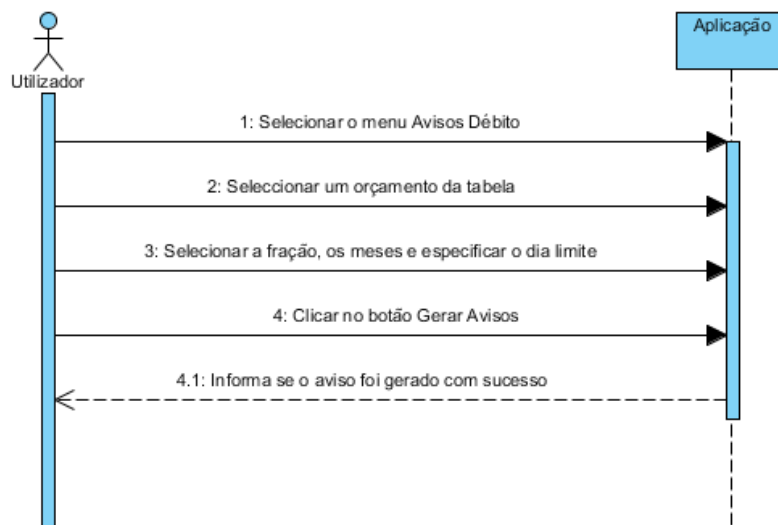 Aplicação
Utilizador
1: Selecionar o menu Avisos Débito
2: Seleccionar um orçamento da tabela
3: Selecionar a fração, os meses e especificar o dia limite
4: Clicar no botão Gerar Avisos
4.1: Informa se o aviso foi gerado com sucesso